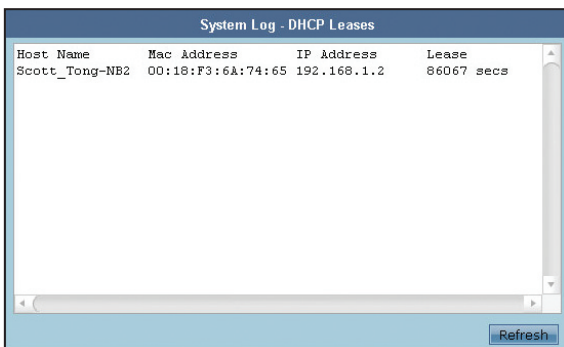 System Log - DHCP Leases
Host Name Mac Address IP Address Lease
Scott_Tong-NB2 00:18:F3:6A:74:65 192.168.1.2 86067 secs
Refresh